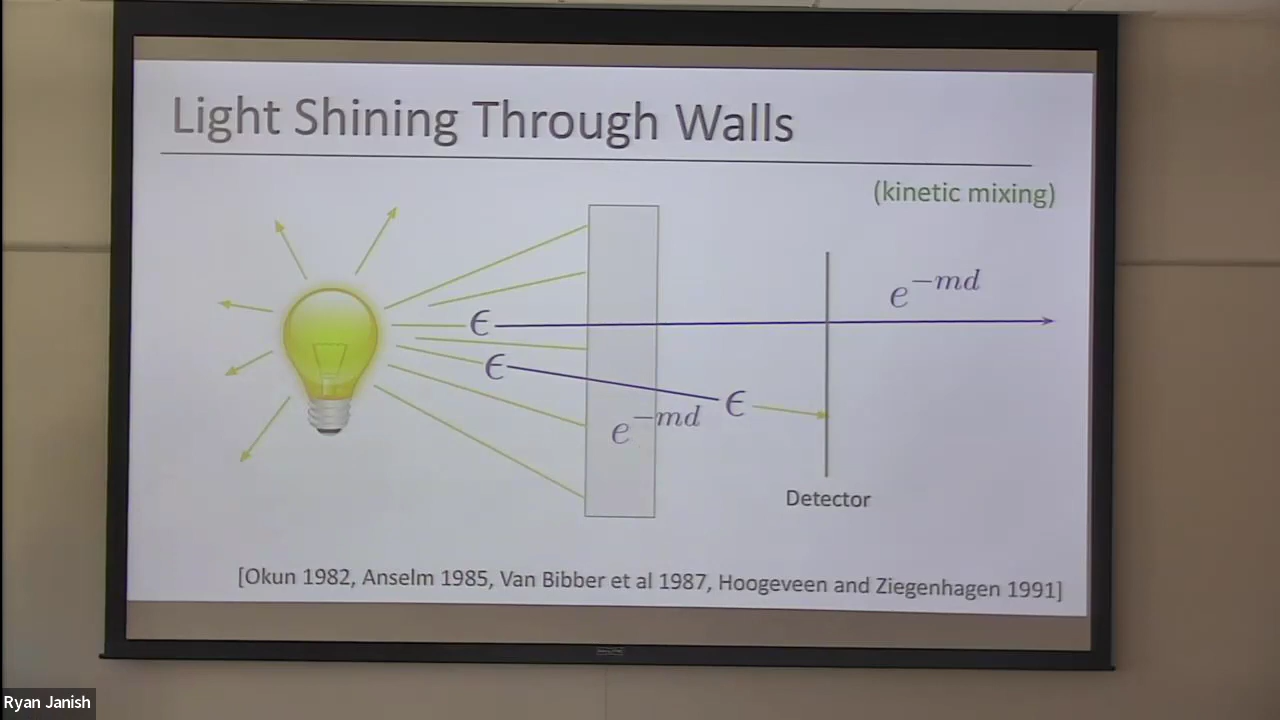 Light Shining Through Walls
(kinetic mixing)
e^{-md}
ϵ
ϵ
ϵ
e^{-md}
Detector
[Okun 1982, Anselm 1985, Van Bibber et al 1987, Hoogeveen and Ziegenhagen 1991]
Ryan Janish